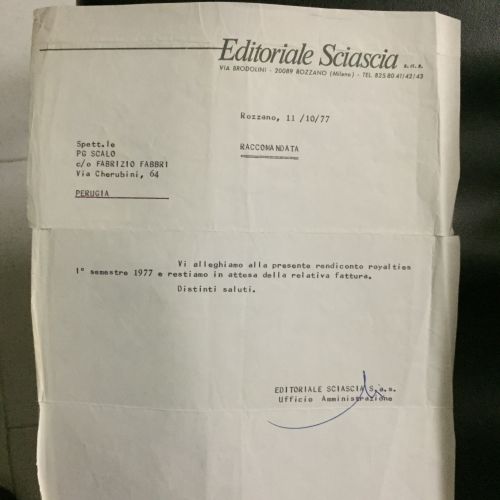 Editoriale Sciascia s.a.s.
VIA BRODOLINI - 20089 ROZZANO (Milano) - TEL. 825 80 41/42/43
Rozzano, 11 /10/77
Spett.le
PG SCALO
c/o FABRIZIO FABBRI
Via Cherubini, 64
PERUGIA
RACCOMANDATA
Vi alleghiamo alla presente rendiconto royalties
1° semestre 1977 e restiamo in attesa della relativa fattura.
Distinti saluti.
EDITORIALE SCIASCIA S.a.s.
Ufficio Amministrazione